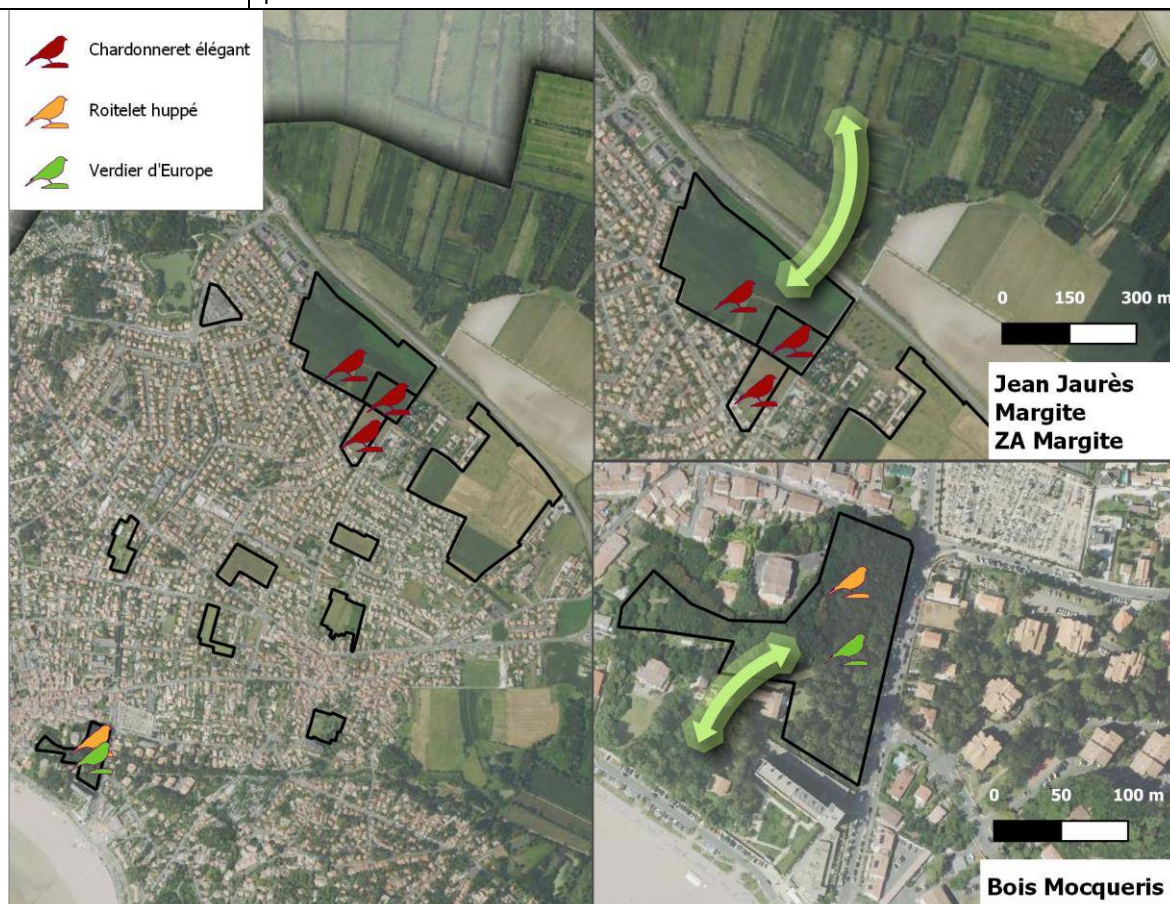 Chardonneret élégant
Roitelet huppé
Verdier d'Europe
0 150 300 m
Jean Jaurès
Margite
ZA Margite
0 50 100 m
Bois Mocqueris